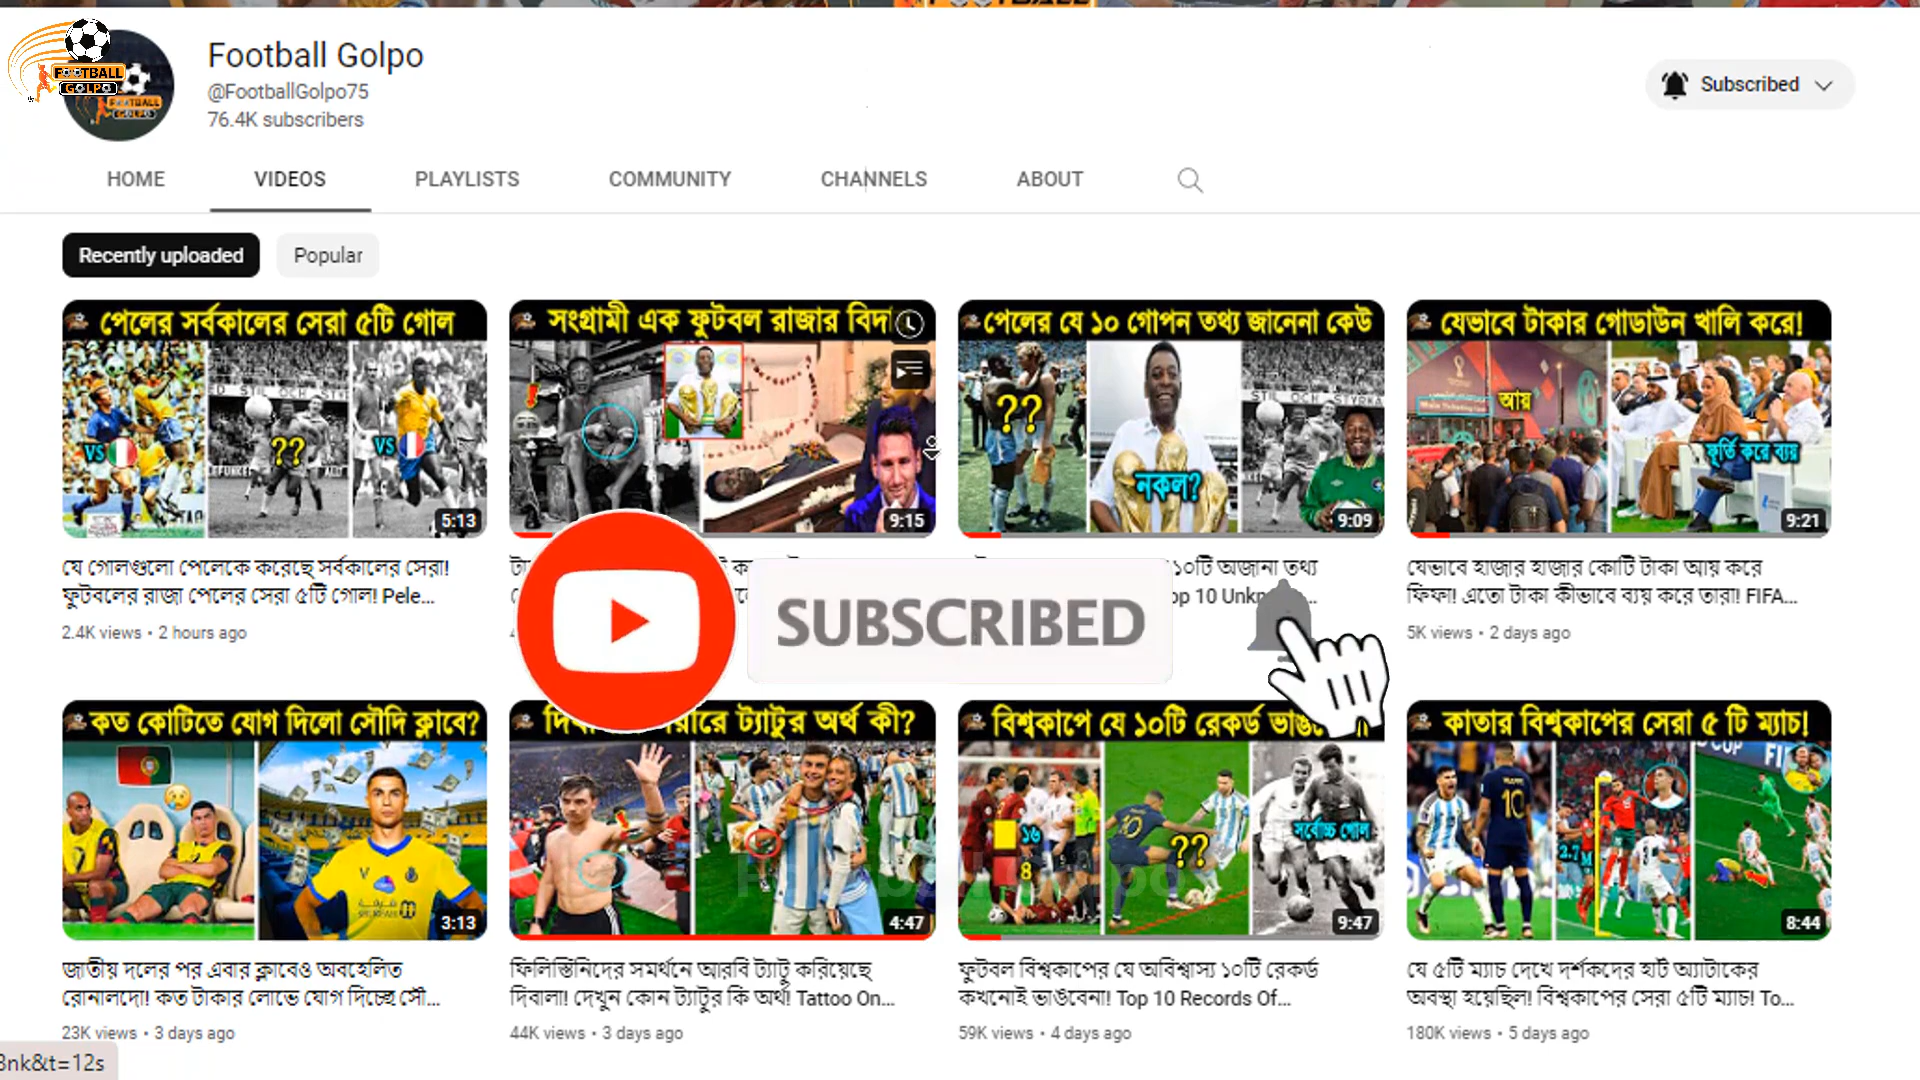 FOOTBALL
GOLPO
Football Golpo
@FootballGolpo75
76.4K subscribers
Subscribed
HOME
VIDEOS
PLAYLISTS
COMMUNITY
CHANNELS
ABOUT
Recently uploaded
Popular
পেলের সর্বকালের সেরা ৫টি গোল
VS
??
VS
5:13
সংগ্রামী এক ফুটবল রাজার বিদা
9:15
পেলের যে ১০ গোপন তথ্য জানেনা কেউ
??
নকল?
9:09
যেভাবে টাকার গোডাউন খালি করে!
আয়
ফূর্তি করে ব্যয়
9:21
যে গোলগুলো পেলেকে করেছে সর্বকালের সেরা!
ফুটবলের রাজা পেলের সেরা ৫টি গোল! Pele...
2.4K views • 2 hours ago
১০টি অজানা তথ্য
যেভাবে হাজার হাজার কোটি টাকা আয় করে
ফিফা! এতো টাকা কীভাবে ব্যয় করে তারা! FIFA...
5K views • 2 days ago
SUBSCRIBED
কত কোটিতে যোগ দিলো সৌদি ক্লাবে?
3:13
ট্যাটুর অর্থ কী?
4:47
বিশ্বকাপে যে ১০টি রেকর্ড
১৬
8
10
??
সর্বোচ্চ গোল
9:47
কাতার বিশ্বকাপের সেরা ৫ টি ম্যাচ!
10
2.7 M
8:44
জাতীয় দলের পর এবার ক্লাবেও অবহেলিত
রোনালদো! কত টাকার লোভে যোগ দিচ্ছে সৌ...
23K views • 3 days ago
ফিলিস্তিনিদের সমর্থনে আরবি ট্যাটু করিয়েছে
দিবালা! দেখুন কোন ট্যাটুর কি অর্থ! Tattoo On...
44K views • 3 days ago
ফুটবল বিশ্বকাপের যে অবিশ্বাস্য ১০টি রেকর্ড
কখনোই ভাঙবেনা! Top 10 Records Of...
59K views • 4 days ago
যে ৫টি ম্যাচ দেখে দর্শকদের হার্ট অ্যাটাকের
অবস্থা হয়েছিল! বিশ্বকাপের সেরা ৫টি ম্যাচ! To...
180K views • 5 days ago
3nk&t=12s